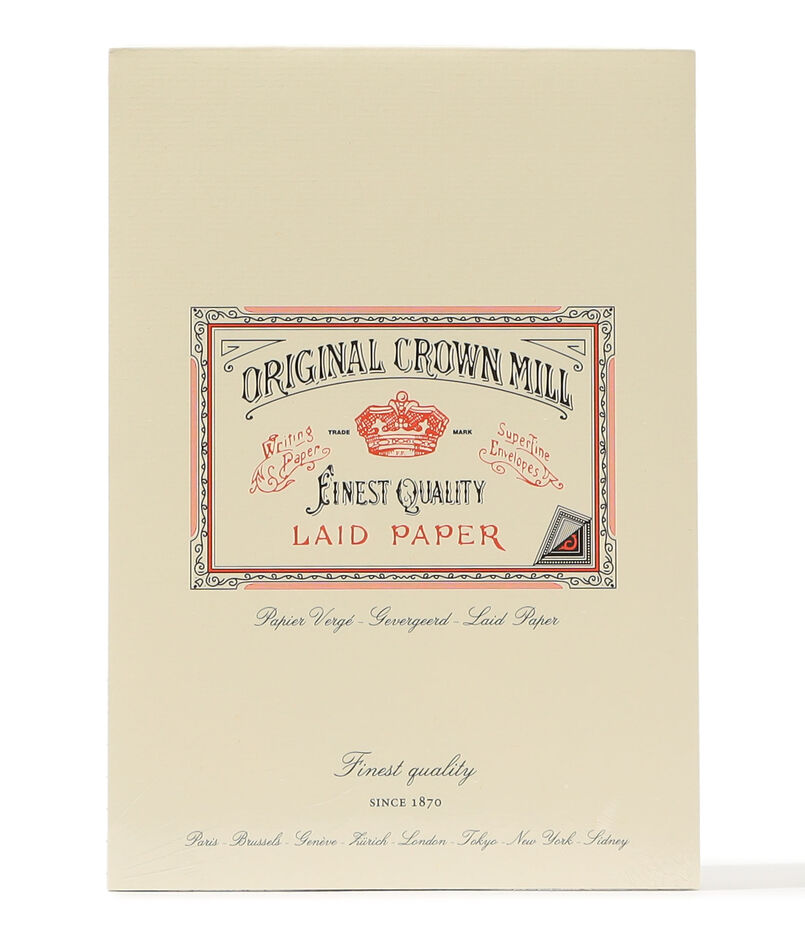 ORIGINAL CROWN MILL
TRADE MARK
Writing
Paper
Superfine
Envelopes
FINEST QUALITY
LAID PAPER
Papier Vergé - Gevergeerd - Laid Paper
Finest quality
SINCE 1870
Paris - Brussels - Genève - Zürich - London - Tokyo - New York - Sidney